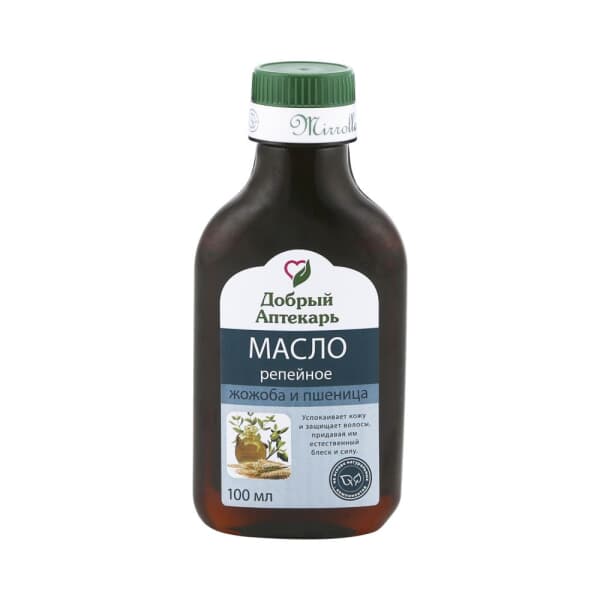 Mirrolla
Добрый
Аптекарь
МАСЛО
репейное
жожоба и пшеница
Успокаивает кожу
и защищает волосы,
придавая им
естественный
блеск и силу.
100 мл